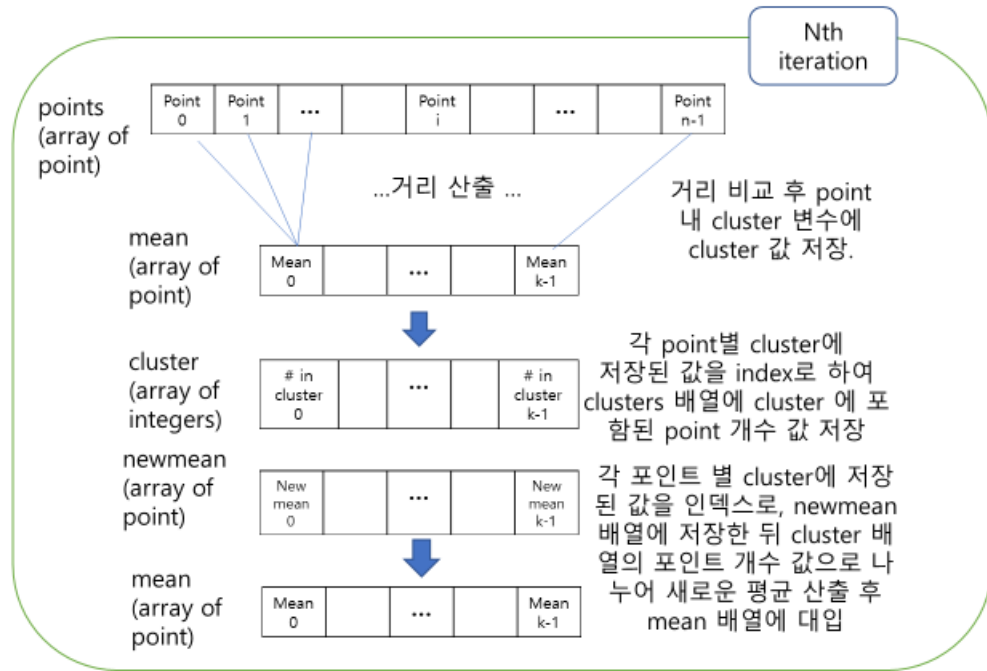 Nth
iteration
points
(array of
point)
Point
0
Point
1
...
Point
i
...
Point
n-1
...거리 산출 ...
거리 비교 후 point
내 cluster 변수에
cluster 값 저장.
mean
(array of
point)
Mean
0
...
Mean
k-1
cluster
(array of
integers)
# in
cluster
0
...
# in
cluster
k-1
각 point별 cluster에
저장된 값을 index로 하여
clusters 배열에 cluster 에 포
함된 point 개수 값 저장
newmean
(array of
point)
New
mean
0
...
New
mean
k-1
각 포인트 별 cluster에 저장
된 값을 인덱스로, newmean
배열에 저장한 뒤 cluster 배
열의 포인트 개수 값으로 나
누어 새로운 평균 산출 후
mean 배열에 대입
mean
(array of
point)
Mean
0
...
Mean
k-1